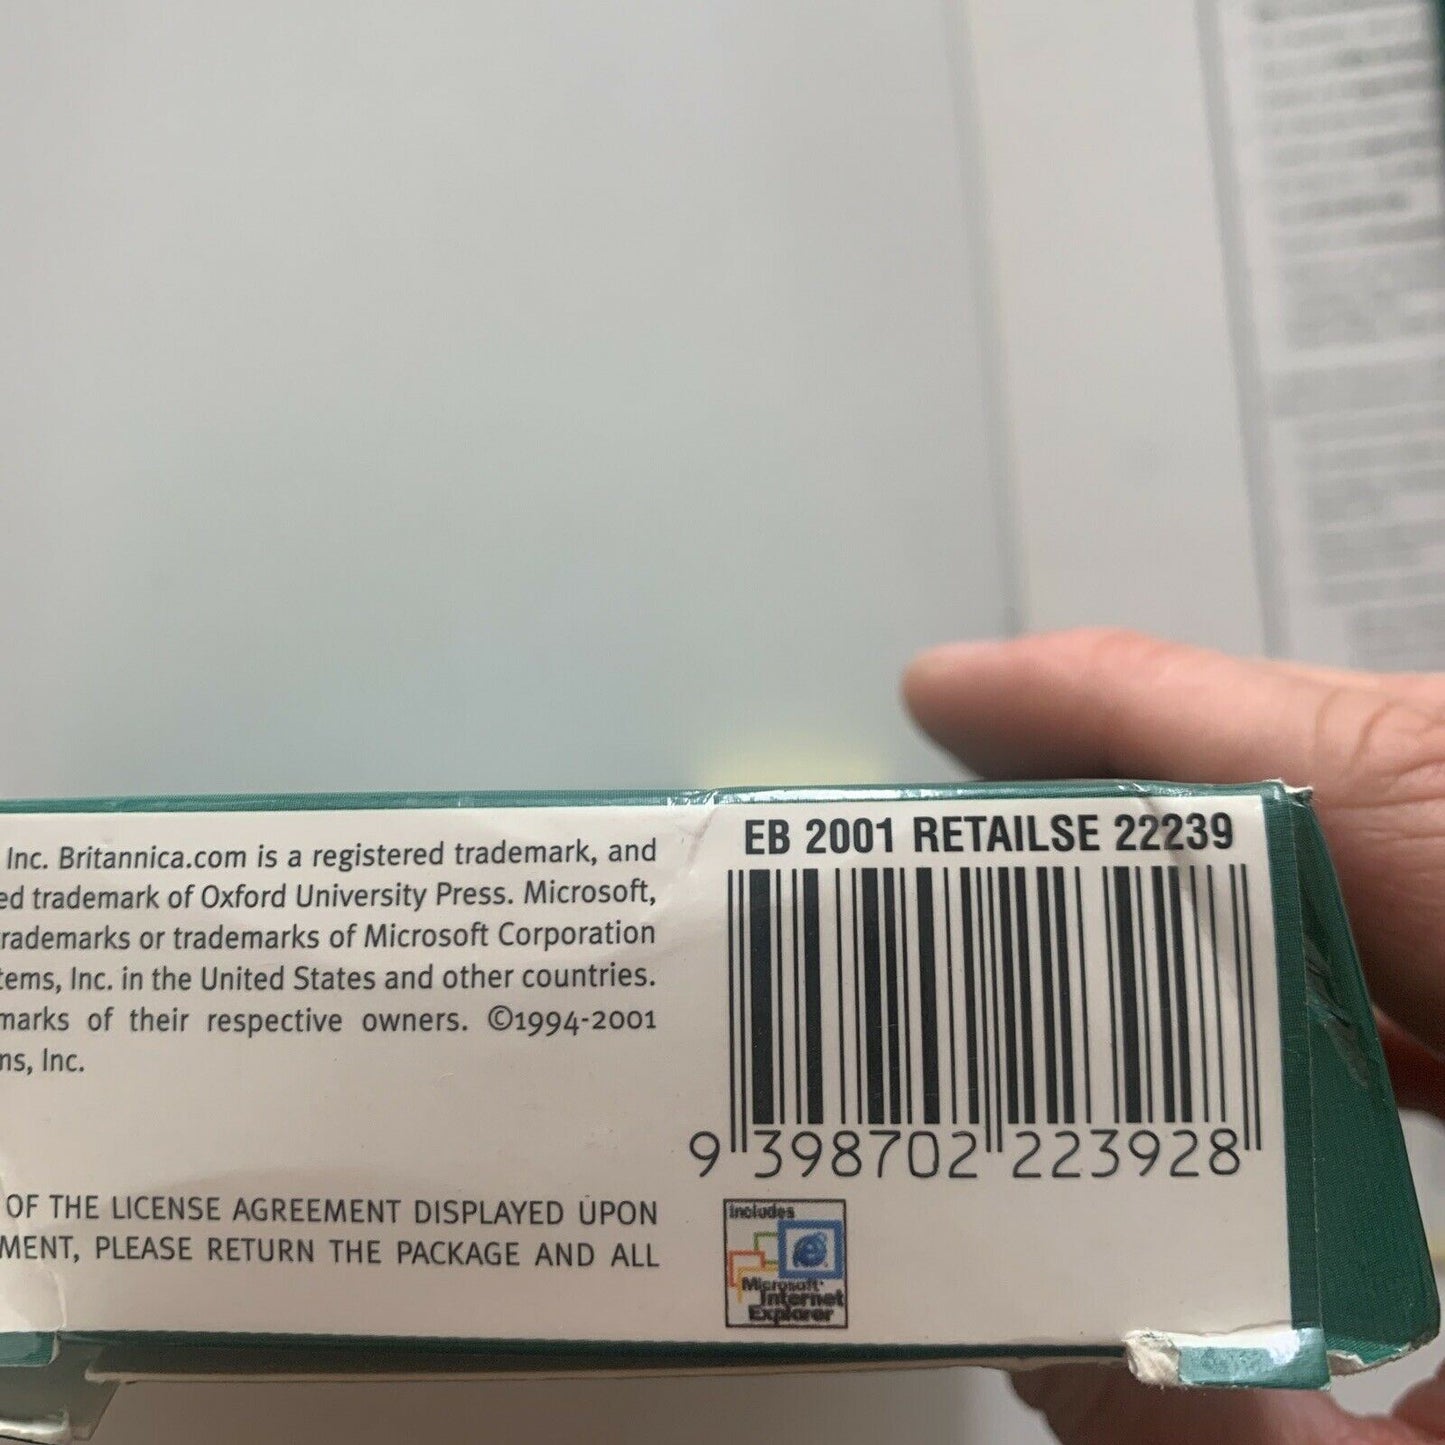 Inc. Britannica.com is a registered trademark, and
ed trademark of Oxford University Press. Microsoft,
rademarks or trademarks of Microsoft Corporation
tems, Inc. in the United States and other countries.
marks of their respective owners. ©1994-2001
ms, Inc.
OF THE LICENSE AGREEMENT DISPLAYED UPON
MENT, PLEASE RETURN THE PACKAGE AND ALL
EB 2001 RETAILSE 22239
9 398702 223928
Includes
Microsoft
Internet
Explorer